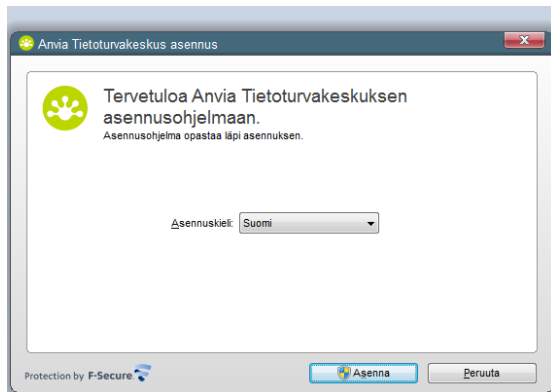 Anvia Tietoturvakeskus asennus
Tervetuloa Anvia Tietoturvakeskuksen
asennusohjelmaan.
Asennusohjelma opastaa läpi asennuksen.
Asennuskieli: Suomi
Protection by F-Secure
Asenna
Peruuta